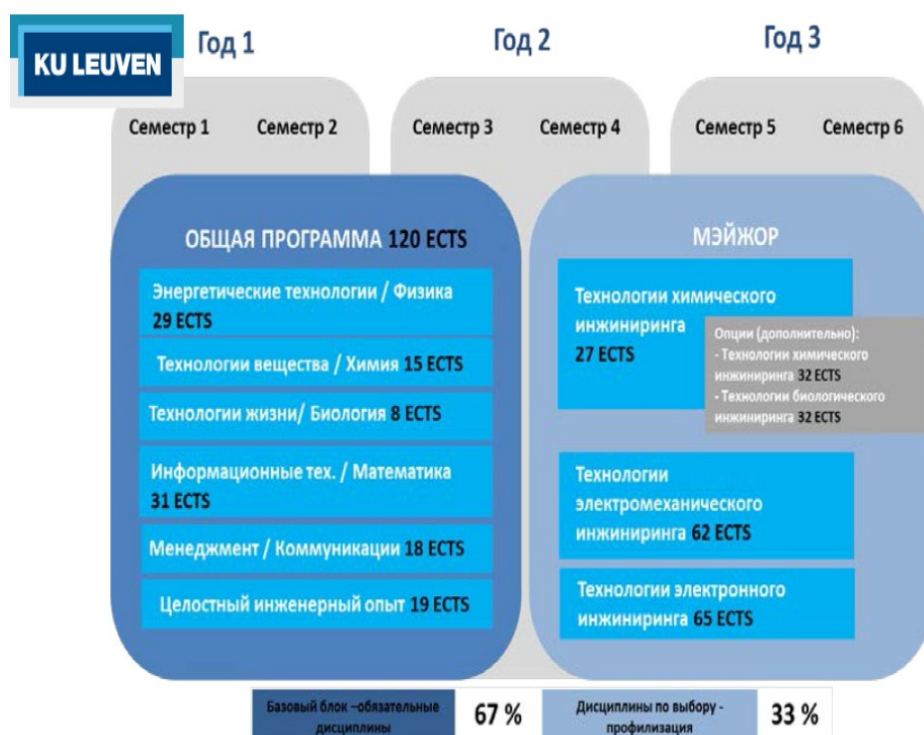 KU LEUVEN
Год 1
Год 2
Год 3
Семестр 1
Семестр 2
Семестр 3
Семестр 4
Семестр 5
Семестр 6
ОБЩАЯ ПРОГРАММА 120 ECTS
Энергетические технологии / Физика
29 ECTS
Технологии вещества / Химия 15 ECTS
Технологии жизни/ Биология 8 ECTS
Информационные тех. / Математика
31 ECTS
Менеджмент / Коммуникации 18 ECTS
Целостный инженерный опыт 19 ECTS
МЭЙЖОР
Технологии химического
инжиниринга
27 ECTS
Опции (дополнительно):
- Технологии химического
инжиниринга 32 ECTS
- Технологии биологического
инжиниринга 32 ECTS
Технологии
электромеханического
инжиниринга 62 ECTS
Технологии электронного
инжиниринга 65 ECTS
Базовый блок –обязательные
дисциплины
67 %
Дисциплины по выбору -
профилизация
33 %